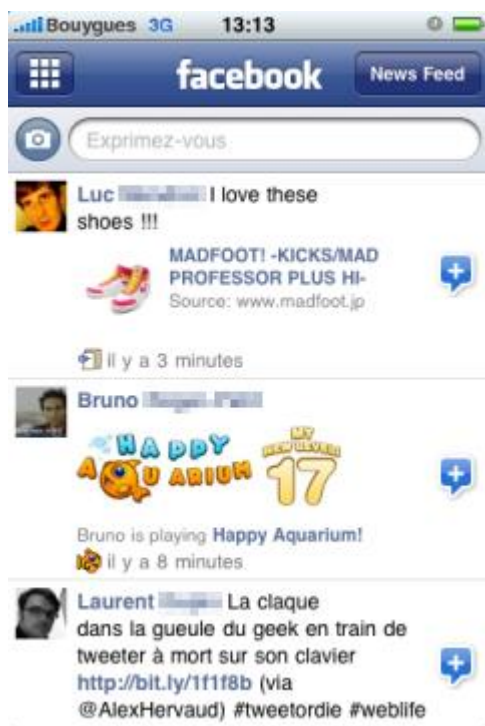 Bouygues 3G 13:13
facebook News Feed
Exprimez-vous
Luc I love these
shoes !!!
MADFOOT! -KICKS/MAD
PROFESSOR PLUS HI-
Source: www.madfoot.jp
il y a 3 minutes
Bruno
HAPPY
AQUARIUM
MY
NEW LEVEL!
17
Bruno is playing Happy Aquarium!
il y a 8 minutes
Laurent La claque
dans la gueule du geek en train de
tweeter à mort sur son clavier
http://bit.ly/1f1f8b (via
@AlexHervaud) #tweetordie #weblife